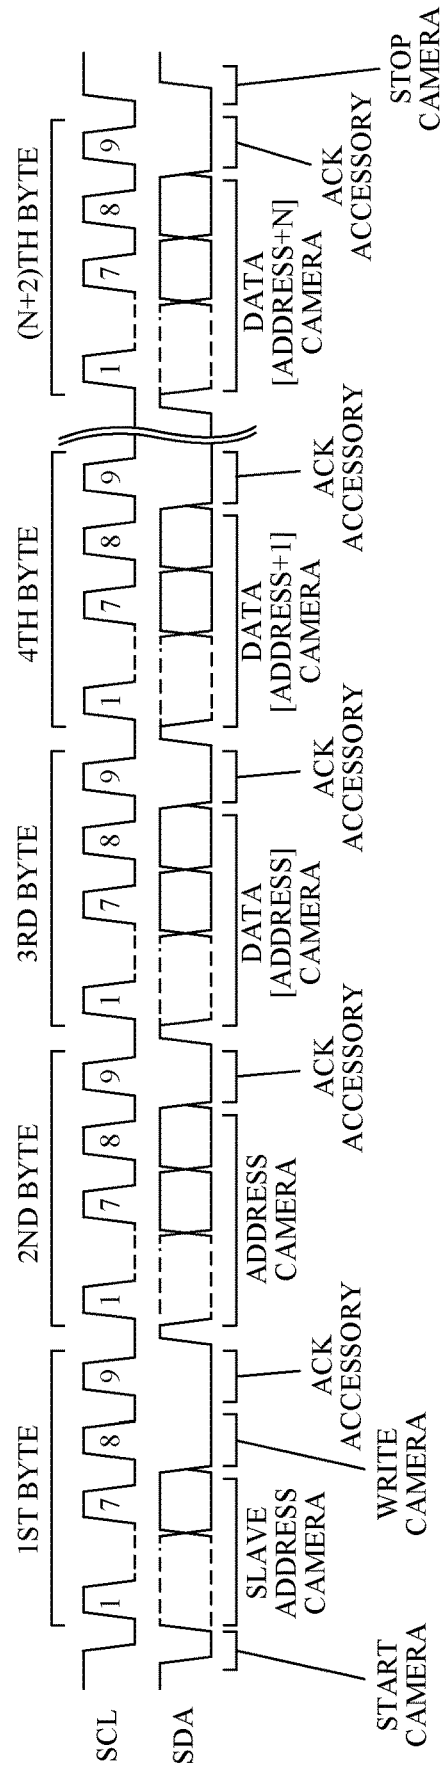 1ST BYTE
2ND BYTE
3RD BYTE
4TH BYTE
(N+2)TH BYTE
SCL
1 7 8 9
1 7 8 9
1 7 8 9
1 7 8 9
1 7 8 9
SDA
SLAVE
ADDRESS
CAMERA
ADDRESS
CAMERA
DATA
[ADDRESS]
CAMERA
DATA
[ADDRESS+1]
CAMERA
DATA
[ADDRESS+N]
CAMERA
START
CAMERA
WRITE
CAMERA
ACK
ACCESSORY
ACK
ACCESSORY
ACK
ACCESSORY
ACK
ACCESSORY
ACK
ACCESSORY
STOP
CAMERA